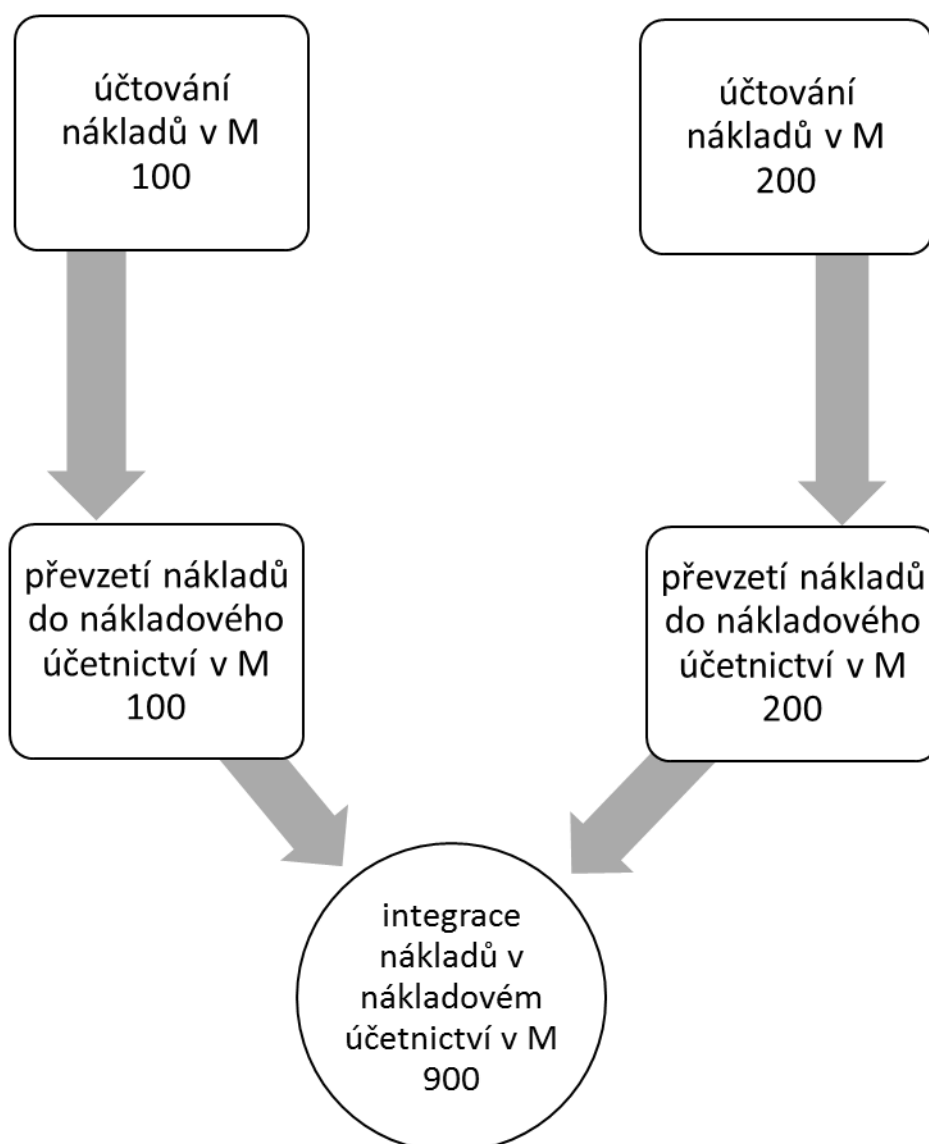 účtování
nákladů v M
100
účtování
nákladů v M
200
převzetí nákladů
do nákladového
účetnictví v M
100
převzetí nákladů
do nákladového
účetnictví v M
200
integrace
nákladů v
nákladovém
účetnictví v M
900